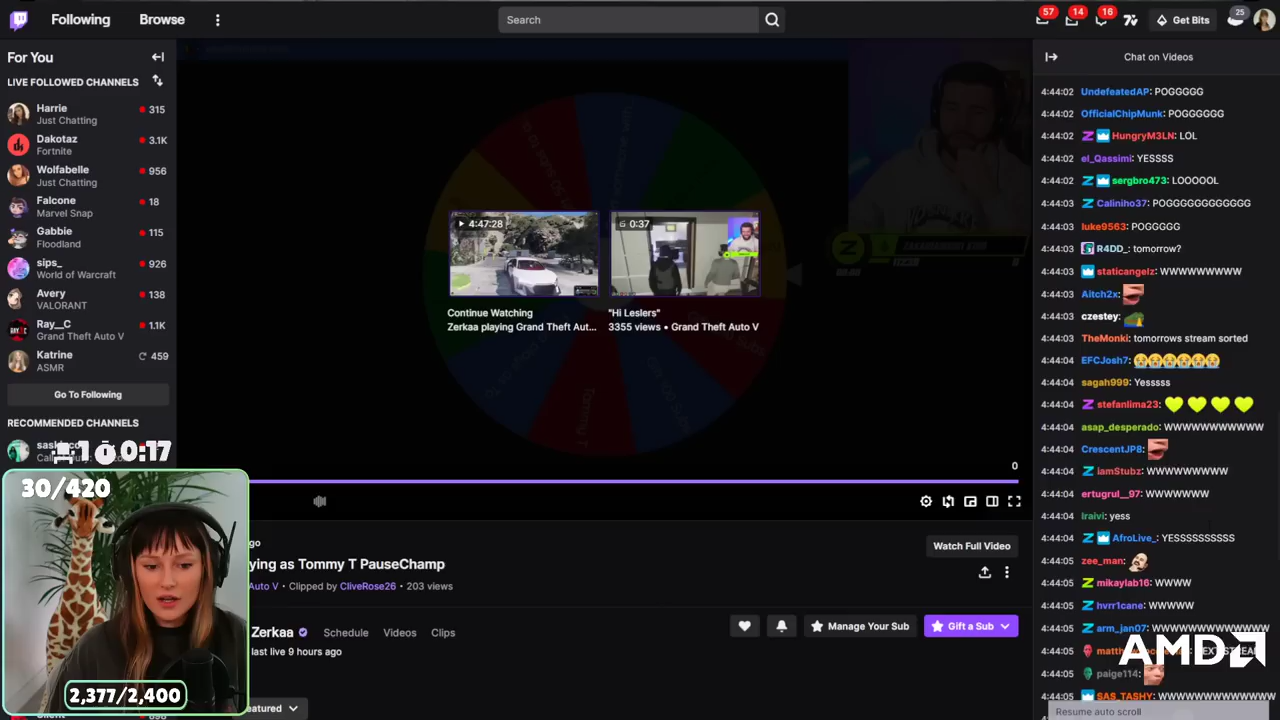 Following
Browse
Search
57
14
16
Get Bits
25
For You
LIVE FOLLOWED CHANNELS
Harrie
315
Just Chatting
Dakotaz
3.1K
Fortnite
Wolfabelle
956
Just Chatting
Falcone
18
Marvel Snap
Gabbie
115
Floodland
sips_
926
World of Warcraft
Avery
138
VALORANT
Ray__C
1.1K
Grand Theft Auto V
Katrine
459
ASMR
Go To Following
RECOMMENDED CHANNELS
1 0:17
30/420
2,377/2,400
4:47:28
0:37
Continue Watching
Zerkaa playing Grand Theft Aut...
"Hi Leslers"
3355 views • Grand Theft Auto V
0
go
Watch Full Video
ying as Tommy T PauseChamp
Auto V • Clipped by CliveRose26 • 203 views
Zerkaa
Schedule
Videos
Clips
last live 9 hours ago
Manage Your Sub
Gift a Sub
eatured
Chat on Videos
4:44:02 UndefeatedAP: POGGGGG
4:44:02 OfficialChipMunk: POGGGGGG
4:44:02 HungryM3LN: LOL
4:44:02 el_Qassimi: YESSSS
4:44:02 sergbro473: LOOOOOL
4:44:03 Caliniho37: POGGGGGGGGGGGG
4:44:03 luke9563: POGGGGG
4:44:03 R4DD_: tomorrow?
4:44:03 staticangelz: WWWWWWWWW
4:44:03 Aitch2x:
4:44:03 czestey:
4:44:03 TheMonki: tomorrows stream sorted
4:44:04 EFCJosh7: 😭😭😭😭😭😭
4:44:04 sagah999: Yesssss
4:44:04 stefanlima23:
4:44:04 asap_desperado: WWWWWWWWWWW
4:44:04 CrescentJP8:
4:44:04 iamStubz: WWWWWWWWW
4:44:04 ertugrul__97: WWWWWWW
4:44:04 lraivi: yess
4:44:04 AfroLive_: YESSSSSSSSSS
4:44:05 zee_man:
4:44:05 mikaylab16: WWWW
4:44:05 hvrr1cane: WWWWW
4:44:05 arm_jan07: WWWWWWWWWWWWW
4:44:05
4:44:05 paige114:
4:44:05 SAS_TASHY: WWWWWWWWWWWWW
AMD
Resume auto scroll